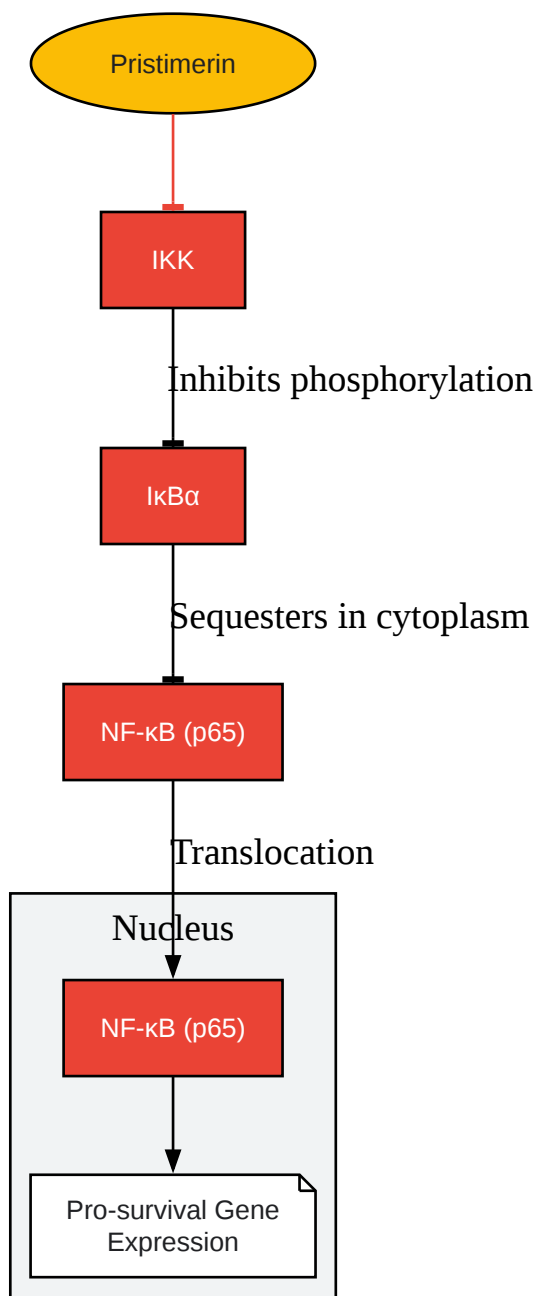 Pristimerin
IKK
Inhibits phosphorylation
IκBα
Sequesters in cytoplasm
NF-κB (p65)
Translocation
Nucleus
NF-κB (p65)
Pro-survival Gene
Expression